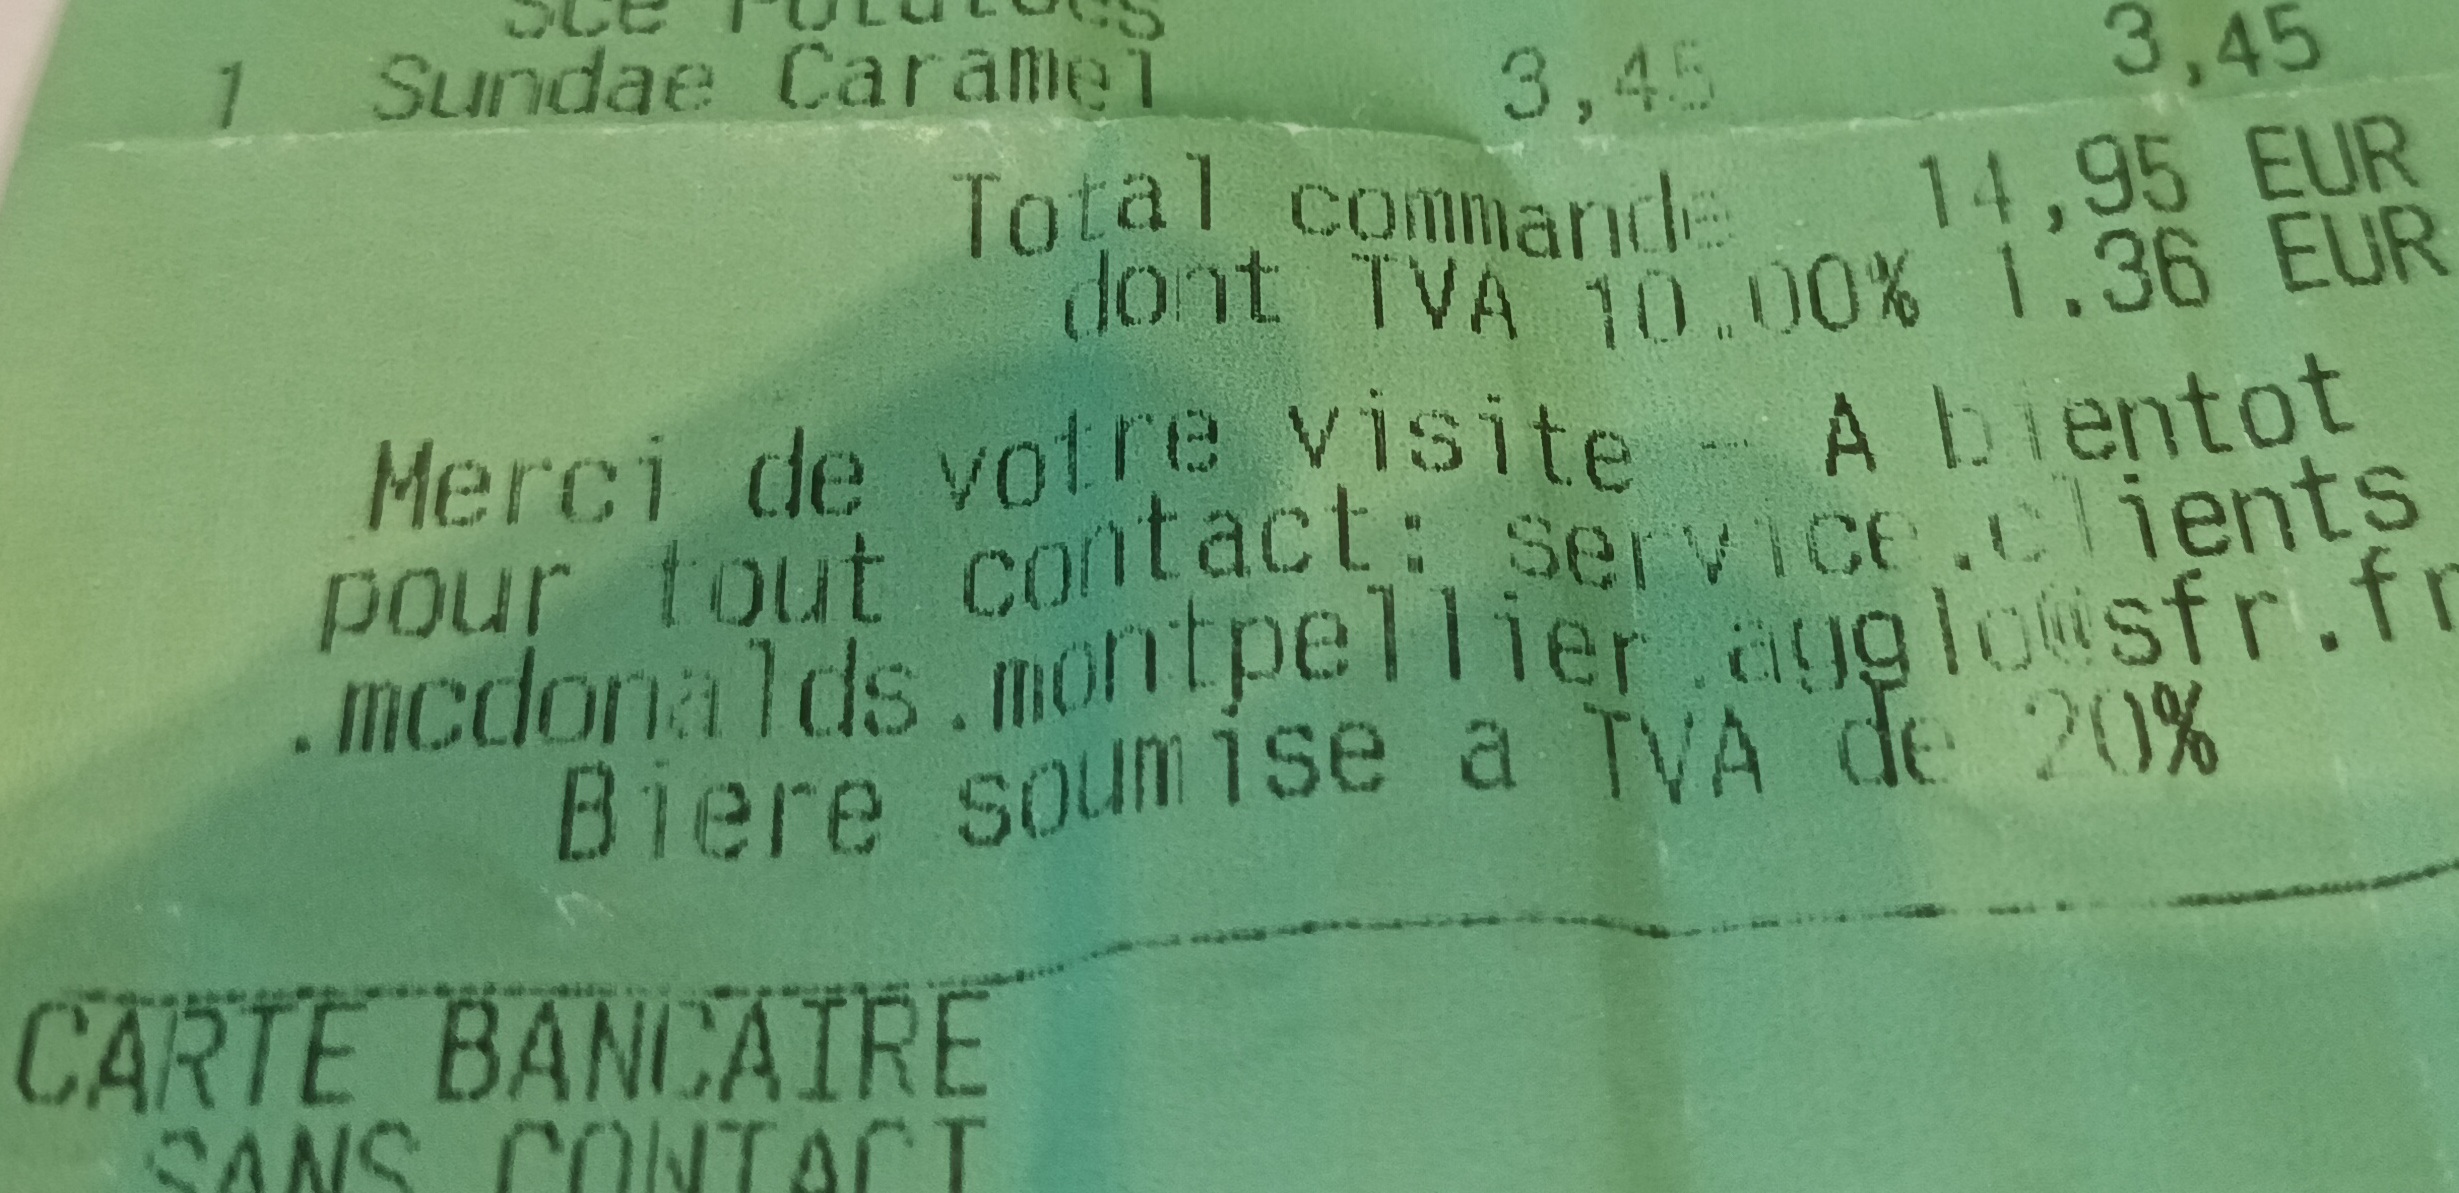 Sce Potatoes
1 Sundae Caramel 3,45 3,45
Total commande 14,95 EUR
dont TVA 10.00% 1.36 EUR
Merci de votre visite - A bientot
pour tout contact: service.clients
.mcdonalds.montpellier.agglo@sfr.fr
Biere soumise a TVA de 20%
CARTE BANCAIRE
SANS CONTACT